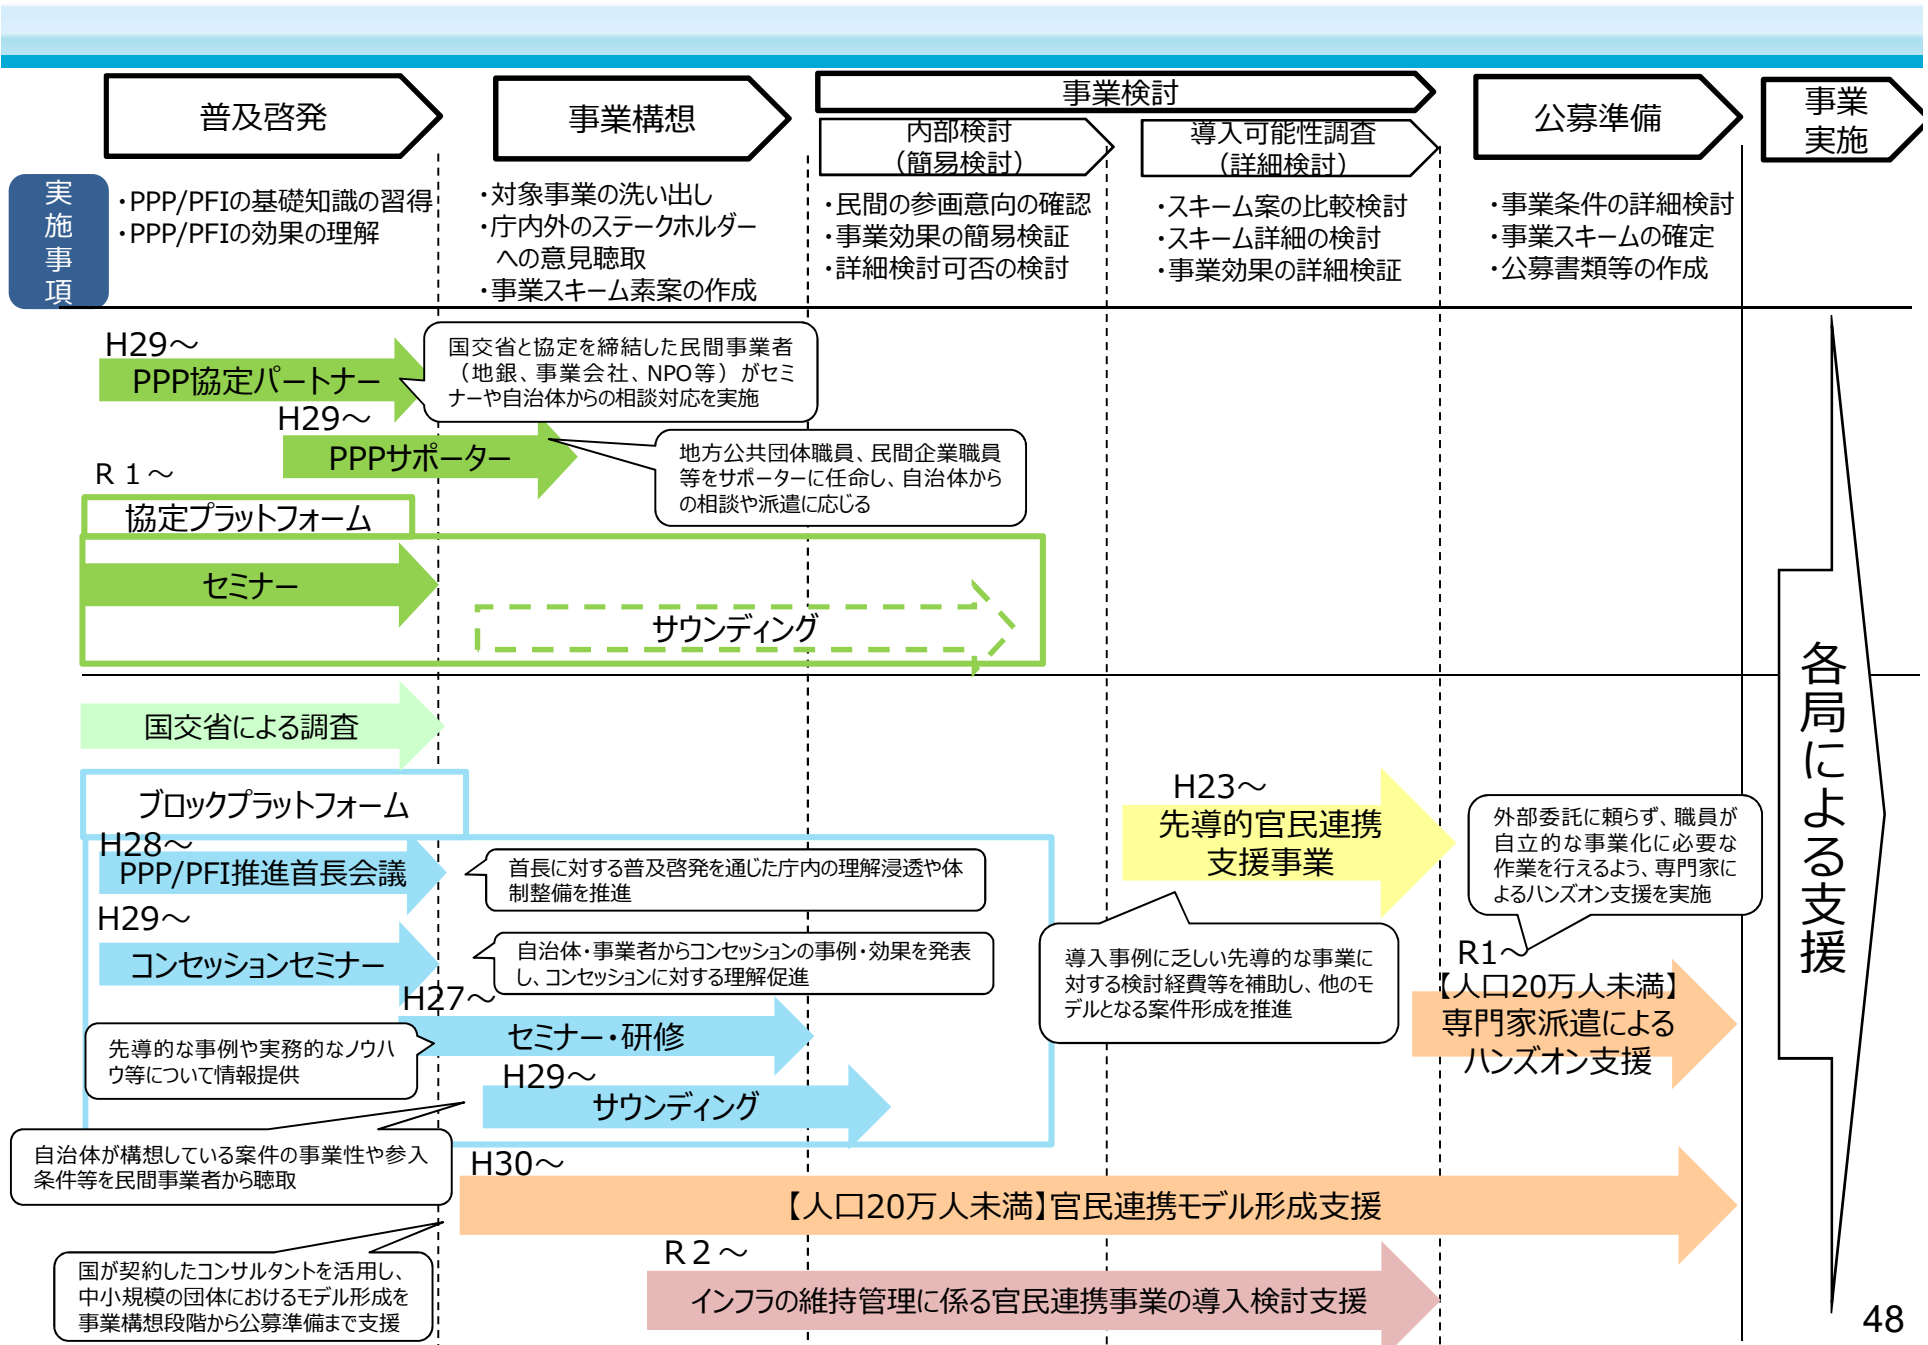 普及啓発
事業構想
事業検討
内部検討
（簡易検討）
導入可能性調査
（詳細検討）
公募準備
事業
実施
実
施
事
項
・PPP/PFIの基礎知識の習得
・PPP/PFIの効果の理解
・対象事業の洗い出し
・庁内外のステークホルダー
への意見聴取
・事業スキーム素案の作成
・民間の参画意向の確認
・事業効果の簡易検証
・詳細検討可否の検討
・スキーム案の比較検討
・スキーム詳細の検討
・事業効果の詳細検証
・事業条件の詳細検討
・事業スキームの確定
・公募書類等の作成
H29～
PPP協定パートナー
国交省と協定を締結した民間事業者
（地銀、事業会社、NPO等）がセミ
ナーや自治体からの相談対応を実施
H29～
PPPサポーター
地方公共団体職員、民間企業職員
等をサポーターに任命し、自治体から
の相談や派遣に応じる
Ｒ１～
協定プラットフォーム
セミナー
サウンディング
国交省による調査
ブロックプラットフォーム
H28～
PPP/PFI推進首長会議
首長に対する普及啓発を通じた庁内の理解浸透や体
制整備を推進
H29～
コンセッションセミナー
自治体・事業者からコンセッションの事例・効果を発表
し、コンセッションに対する理解促進
H27～
セミナー・研修
先導的な事例や実務的なノウハ
ウ等について情報提供
H29～
サウンディング
自治体が構想している案件の事業性や参入
条件等を民間事業者から聴取
H23～
先導的官民連携
支援事業
導入事例に乏しい先導的な事業に
対する検討経費等を補助し、他のモ
デルとなる案件形成を推進
外部委託に頼らず、職員が
自立的な事業化に必要な
作業を行えるよう、専門家に
よるハンズオン支援を実施
R1～
【人口20万人未満】
専門家派遣による
ハンズオン支援
H30～
【人口20万人未満】官民連携モデル形成支援
国が契約したコンサルタントを活用し、
中小規模の団体におけるモデル形成を
事業構想段階から公募準備まで支援
Ｒ２～
インフラの維持管理に係る官民連携事業の導入検討支援
各局による支援
48